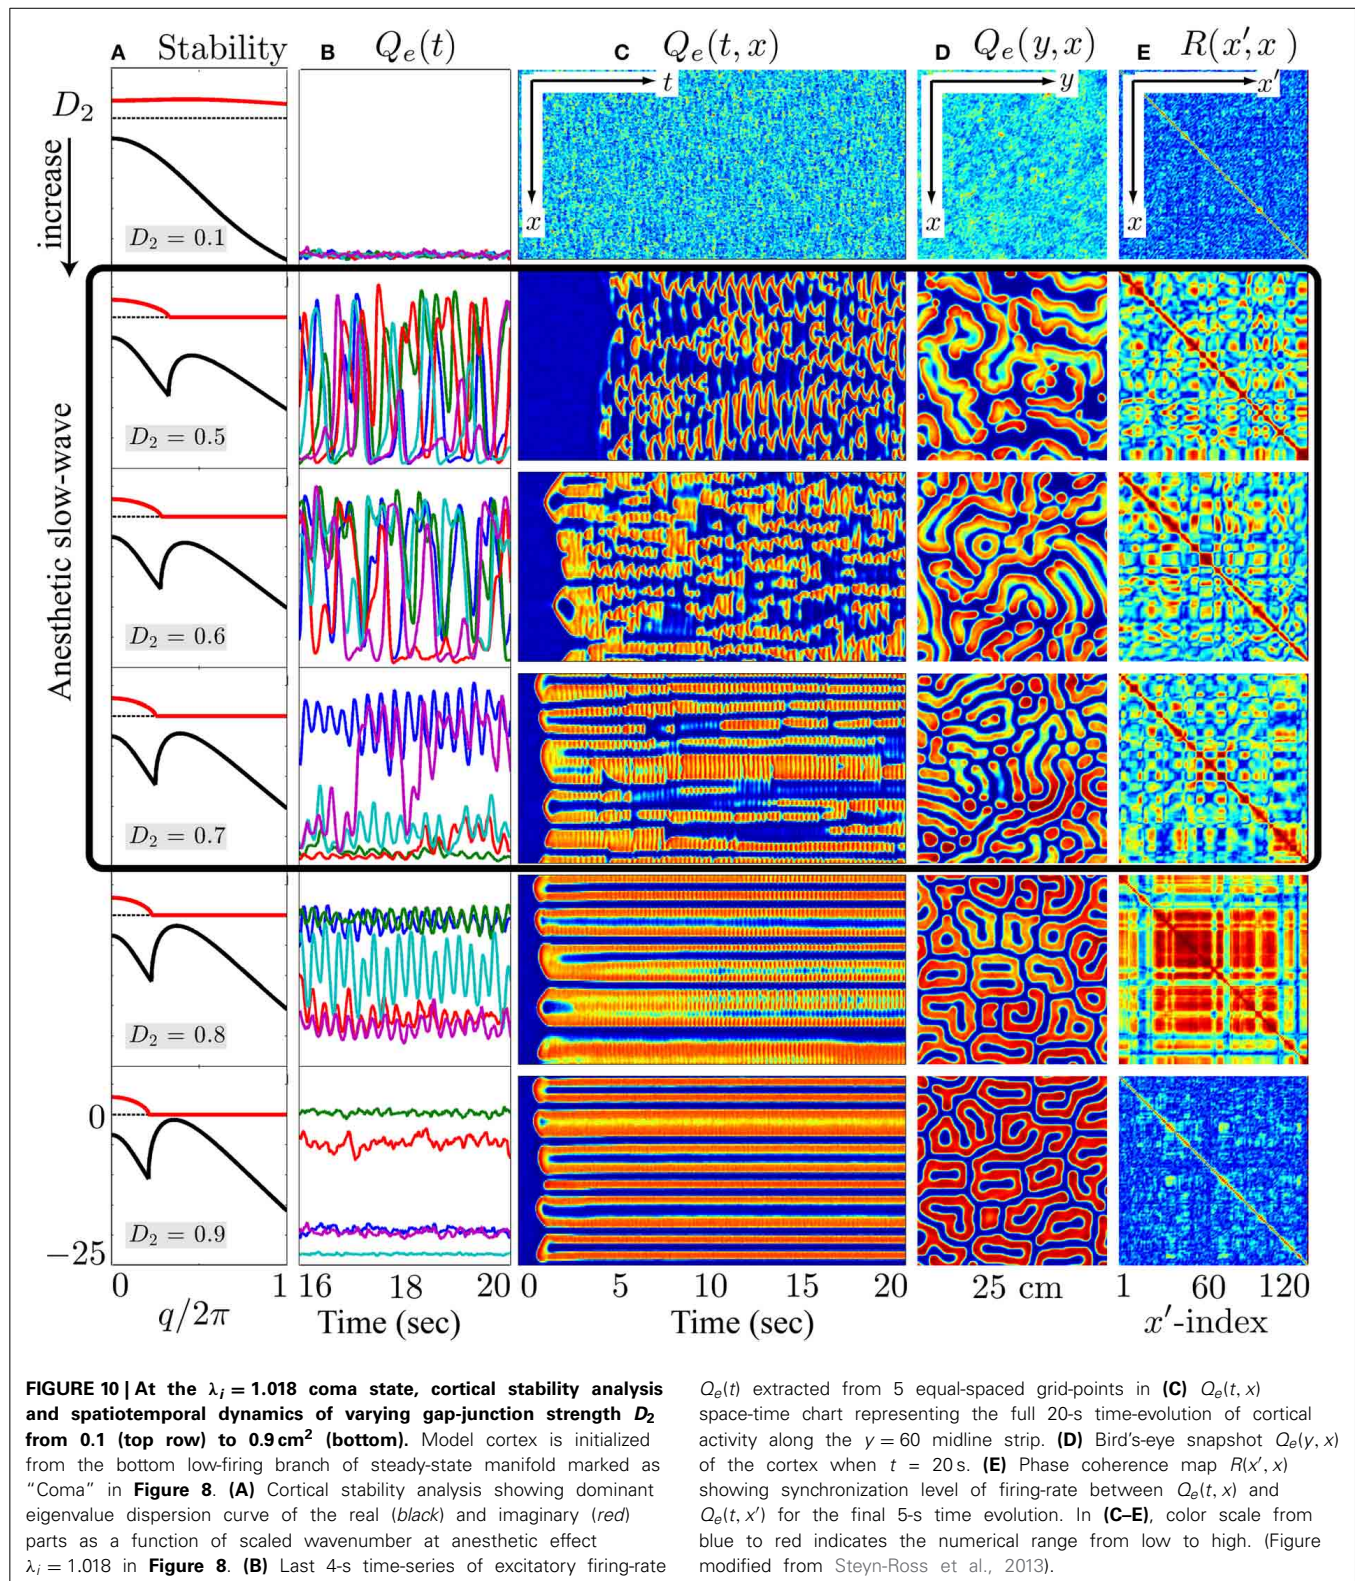 A Stability B Q_e(t) C Q_e(t, x) D Q_e(y, x) E R(x′, x)
D_2
increase
t
x
y
x
x′
x
D_2 = 0.1
Anesthetic slow-wave
D_2 = 0.5
D_2 = 0.6
D_2 = 0.7
D_2 = 0.8
0
D_2 = 0.9
−25
0 1 16 18 20 0 5 10 15 20 25 cm 1 60 120
q/2π Time (sec) Time (sec) x′-index
FIGURE 10 | At the λ_i = 1.018 coma state, cortical stability analysis
and spatiotemporal dynamics of varying gap-junction strength D_2
from 0.1 (top row) to 0.9 cm² (bottom). Model cortex is initialized
from the bottom low-firing branch of steady-state manifold marked as
"Coma" in Figure 8. (A) Cortical stability analysis showing dominant
eigenvalue dispersion curve of the real (black) and imaginary (red)
parts as a function of scaled wavenumber at anesthetic effect
λ_i = 1.018 in Figure 8. (B) Last 4-s time-series of excitatory firing-rate
Q_e(t) extracted from 5 equal-spaced grid-points in (C) Q_e(t, x)
space-time chart representing the full 20-s time-evolution of cortical
activity along the y = 60 midline strip. (D) Bird's-eye snapshot Q_e(y, x)
of the cortex when t = 20 s. (E) Phase coherence map R(x′, x)
showing synchronization level of firing-rate between Q_e(t, x) and
Q_e(t, x′) for the final 5-s time evolution. In (C–E), color scale from
blue to red indicates the numerical range from low to high. (Figure
modified from Steyn-Ross et al., 2013).